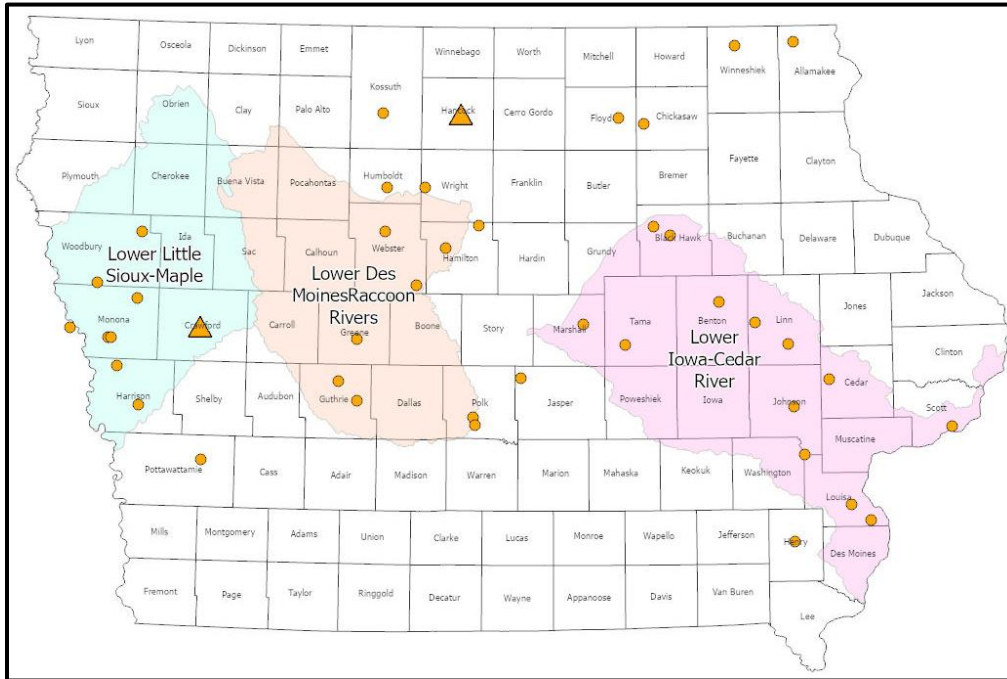 Lyon
Osceola
Dickinson
Emmet
Winnebago
Worth
Mitchell
Howard
Winneshiek
Allamakee
Kossuth
Sioux
Obrien
Clay
Palo Alto
Hancock
Cerro Gordo
Floyd
Chickasaw
Fayette
Clayton
Plymouth
Cherokee
Buena Vista
Pocahontas
Humboldt
Wright
Franklin
Butler
Bremer
Woodbury
Ida
Sac
Calhoun
Webster
Hamilton
Hardin
Grundy
Black Hawk
Buchanan
Delaware
Dubuque
Lower Little
Sioux-Maple
Lower Des
MoinesRaccoon
Rivers
Monona
Crawford
Carroll
Greene
Boone
Story
Marshall
Tama
Benton
Linn
Jones
Jackson
Clinton
Lower
Iowa-Cedar
River
Harrison
Shelby
Audubon
Guthrie
Dallas
Polk
Jasper
Poweshiek
Iowa
Johnson
Cedar
Scott
Muscatine
Pottawattamie
Cass
Adair
Madison
Warren
Marion
Mahaska
Keokuk
Washington
Louisa
Mills
Montgomery
Adams
Union
Clarke
Lucas
Monroe
Wapello
Jefferson
Henry
Des Moines
Fremont
Page
Taylor
Ringgold
Decatur
Wayne
Appanoose
Davis
Van Buren
Lee